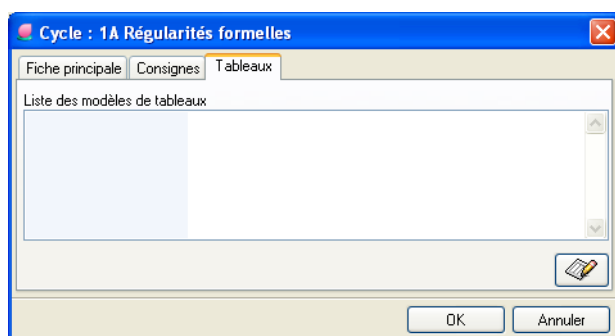 Cycle : 1A Régularités formelles
Fiche principale Consignes Tableaux
Liste des modèles de tableaux
OK Annuler